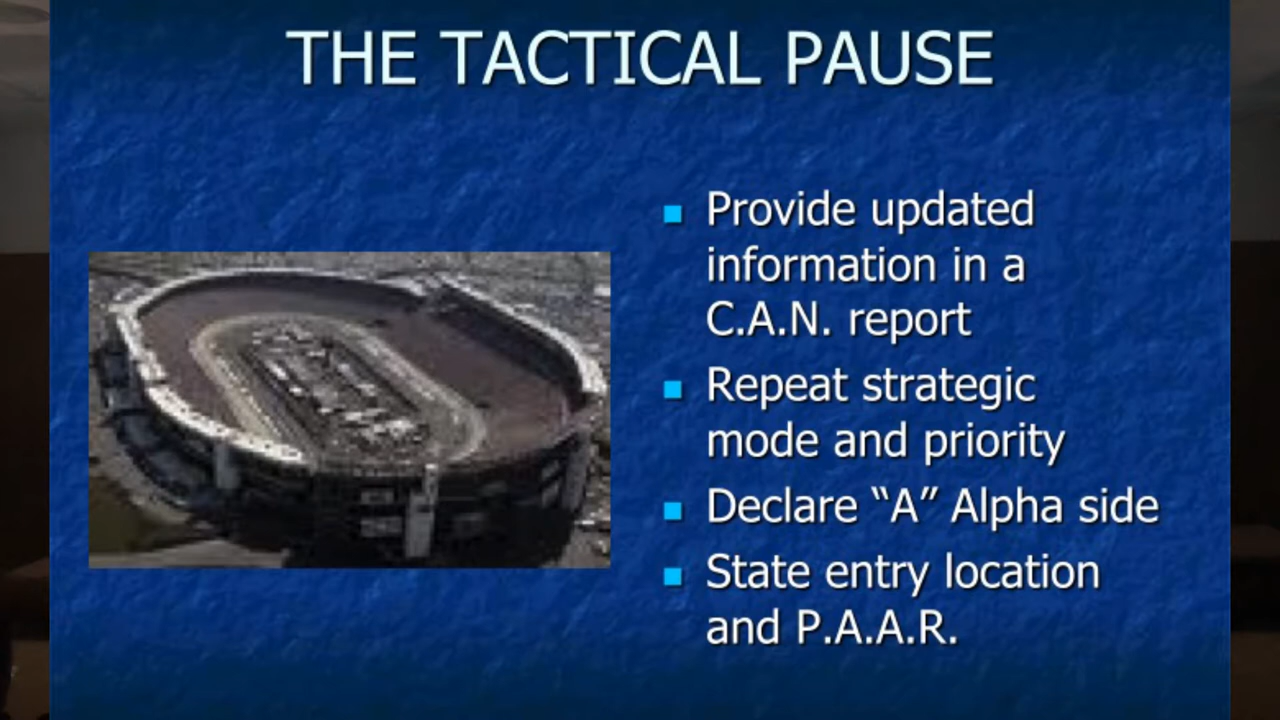 THE TACTICAL PAUSE
Provide updated
information in a
C.A.N. report
Repeat strategic
mode and priority
Declare “A” Alpha side
State entry location
and P.A.A.R.